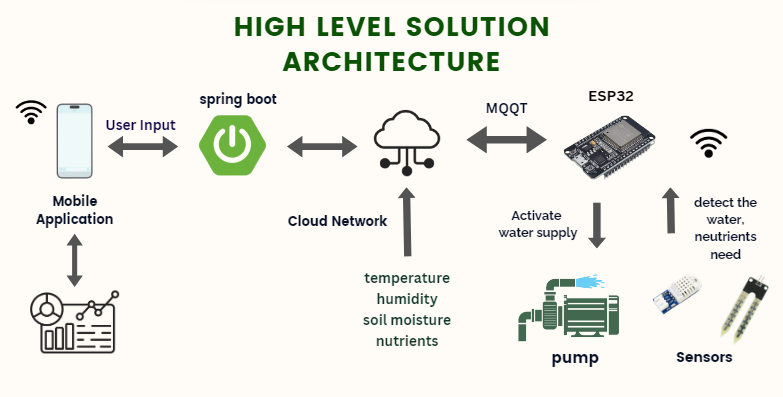 HIGH LEVEL SOLUTION
ARCHITECTURE
spring boot
User Input
MQQT
ESP32
Mobile
Application
Cloud Network
Activate
water supply
detect the
water,
neutrients
need
temperature
humidity
soil moisture
nutrients
pump
Sensors